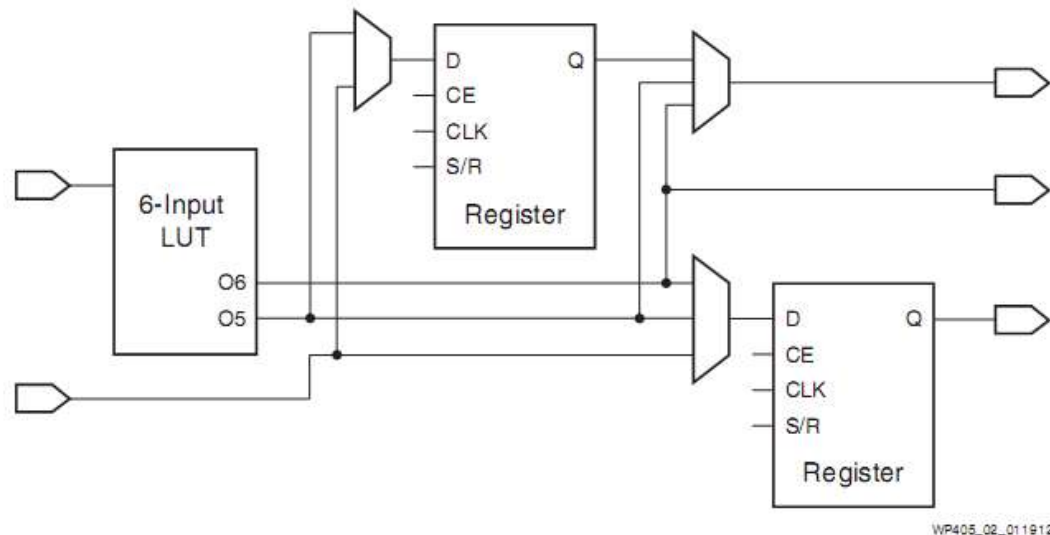 D Q
CE
CLK
S/R
Register
6-Input
LUT
O6
O5
D Q
CE
CLK
S/R
Register
WP405_02_011912